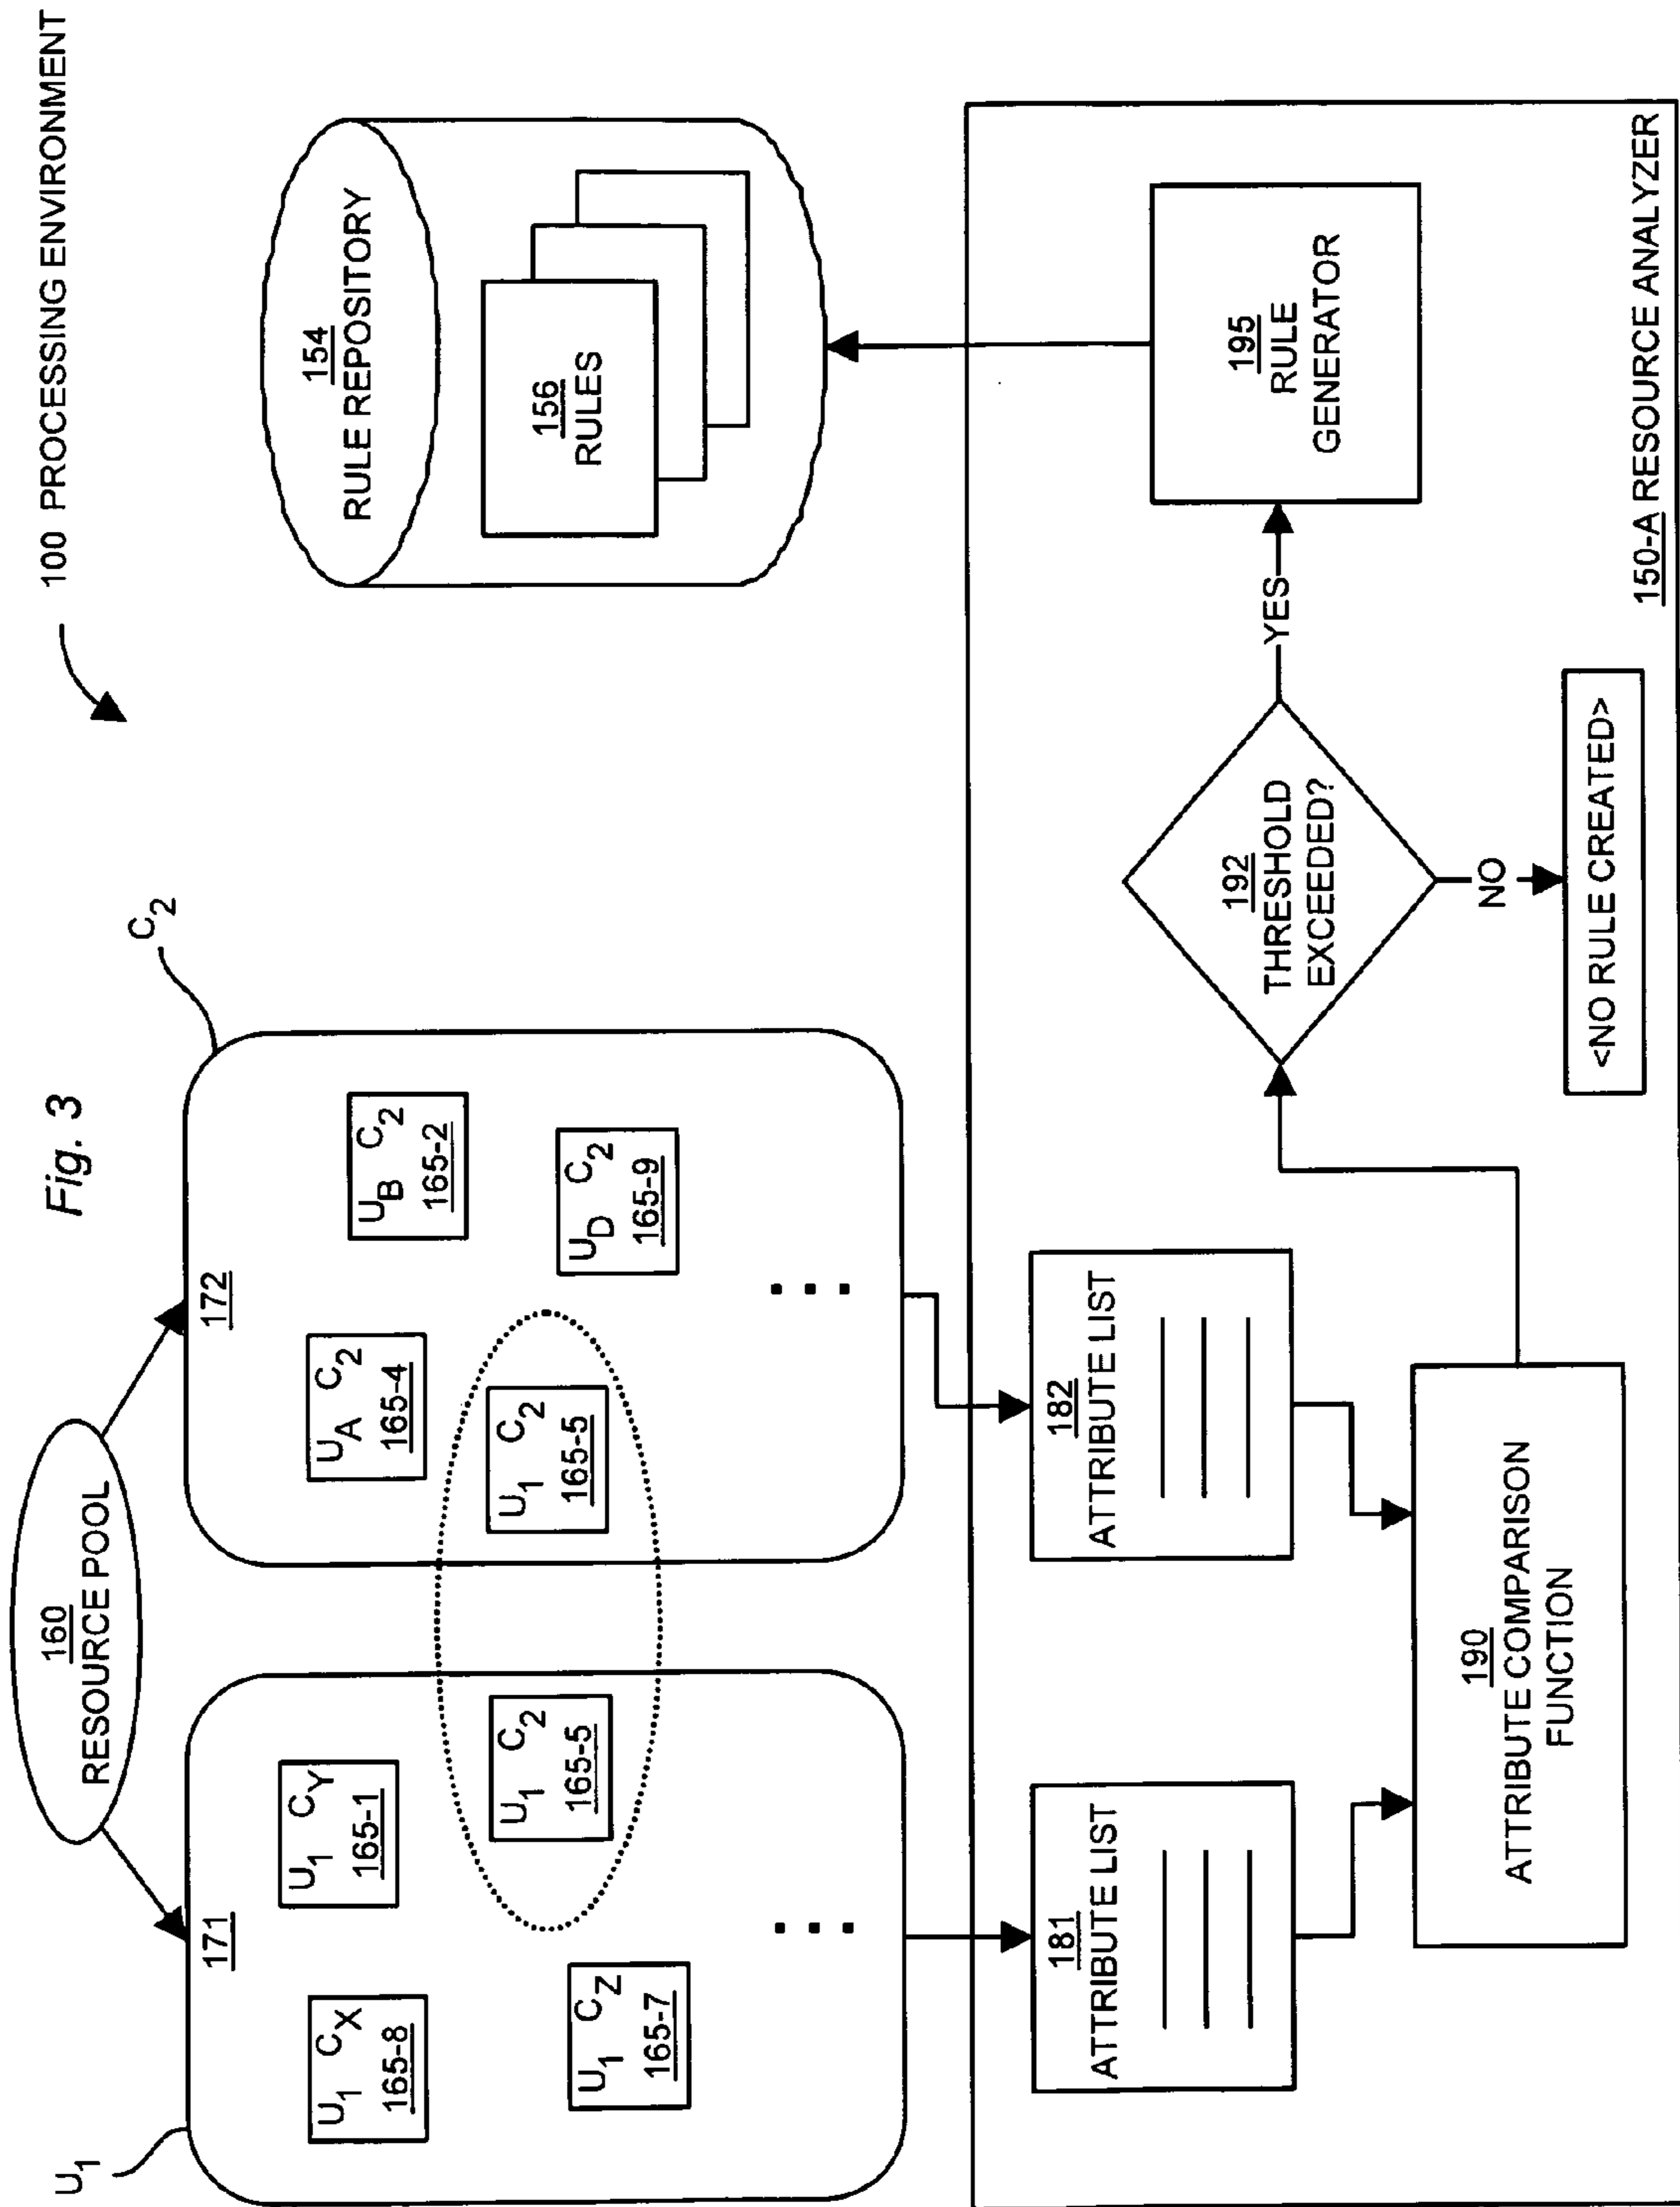 Fig. 3
100 PROCESSING ENVIRONMENT
160
RESOURCE POOL
U1
171
U1 CX
165-8
U1 CY
165-1
U1 CZ
165-7
U1 C2
165-5
C2
172
UA C2
165-4
UB C2
165-2
U1 C2
165-5
UD C2
165-9
154
RULE REPOSITORY
156
RULES
181
ATTRIBUTE LIST
182
ATTRIBUTE LIST
190
ATTRIBUTE COMPARISON
FUNCTION
192
THRESHOLD
EXCEEDED?
YES
NO
<NO RULE CREATED>
195
RULE
GENERATOR
150-A RESOURCE ANALYZER